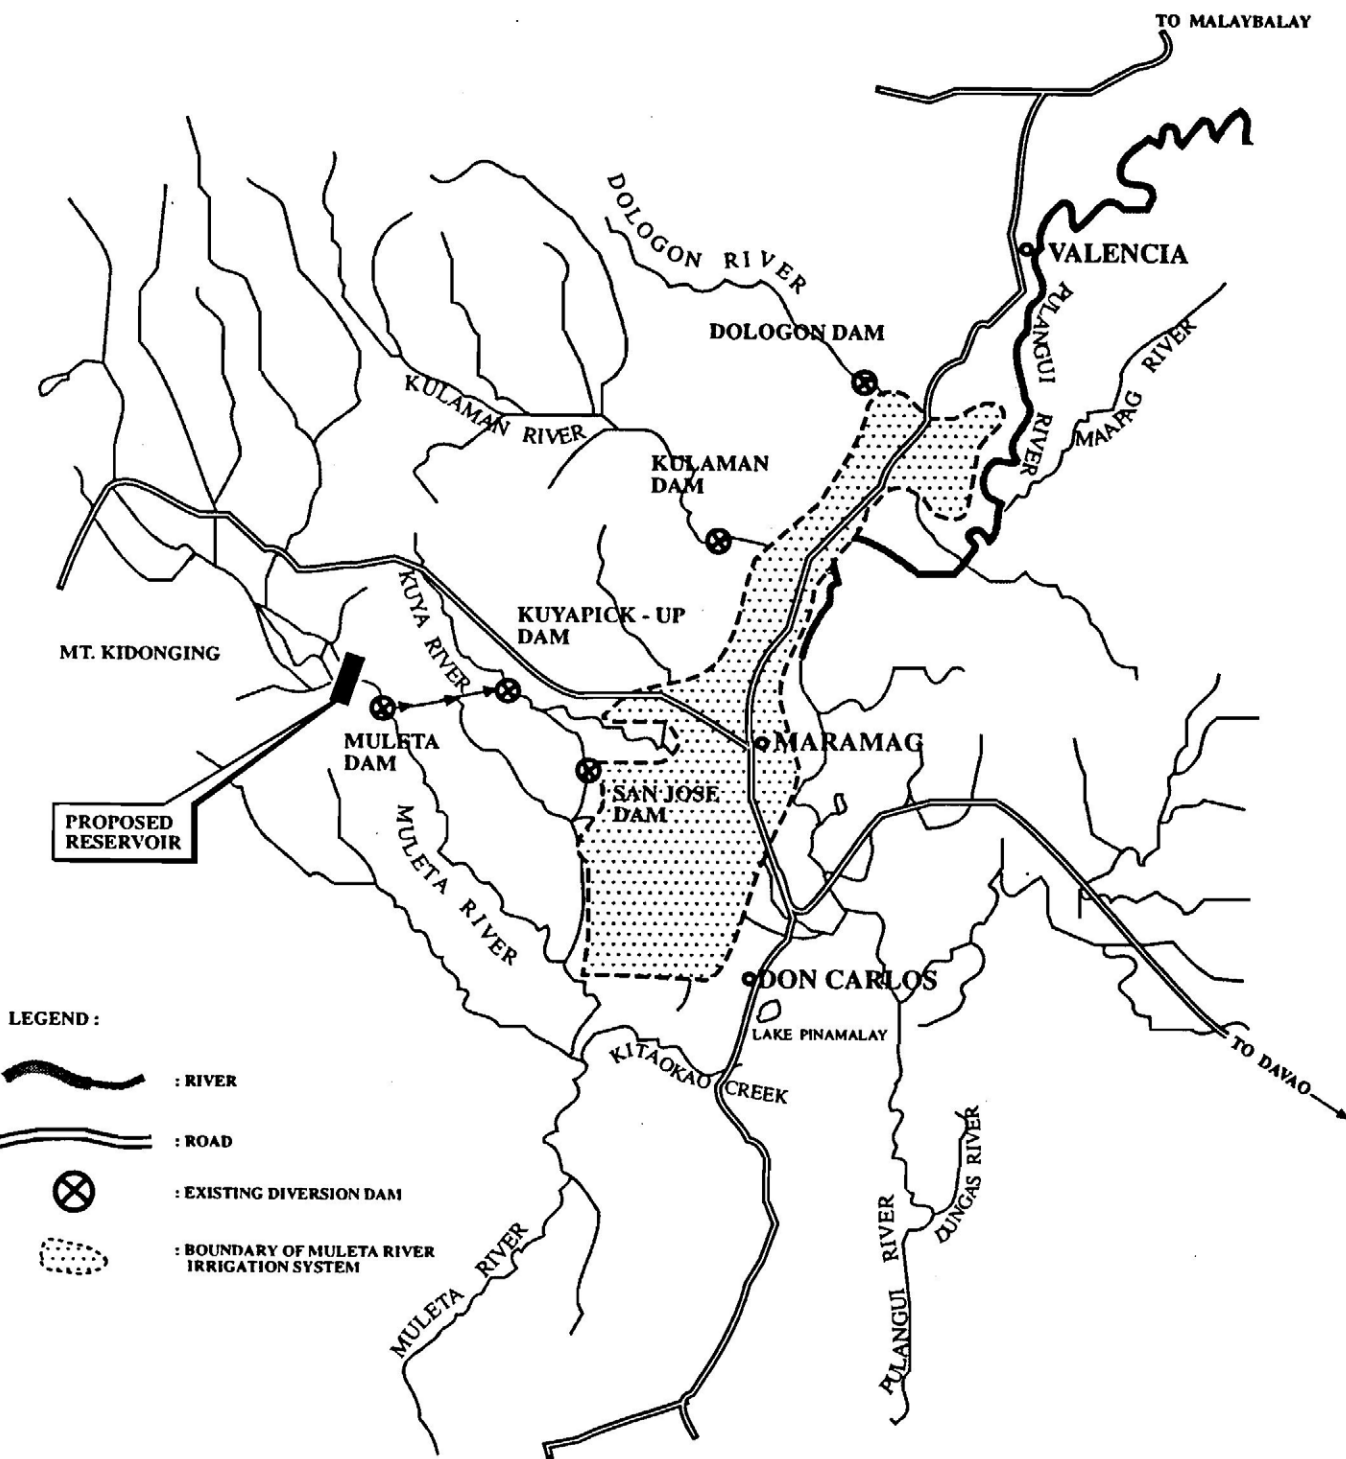 TO MALAYBALAY
DOLOGON RIVER
VALENCIA
PULANGUI RIVER
DOLOGON DAM
MAAPAG RIVER
KULAMAN RIVER
KULAMAN
DAM
KUYA RIVER
KUYAPICK - UP
DAM
MT. KIDONGING
MULETA
DAM
MARAMAG
SAN JOSE
DAM
PROPOSED
RESERVOIR
MULETA RIVER
DON CARLOS
LAKE PINAMALAY
KITAOKAO CREEK
TO DAVAO
LEGEND :
: RIVER
: ROAD
: EXISTING DIVERSION DAM
: BOUNDARY OF MULETA RIVER
IRRIGATION SYSTEM
DUNGAS RIVER
PULANGUI RIVER
MULETA RIVER